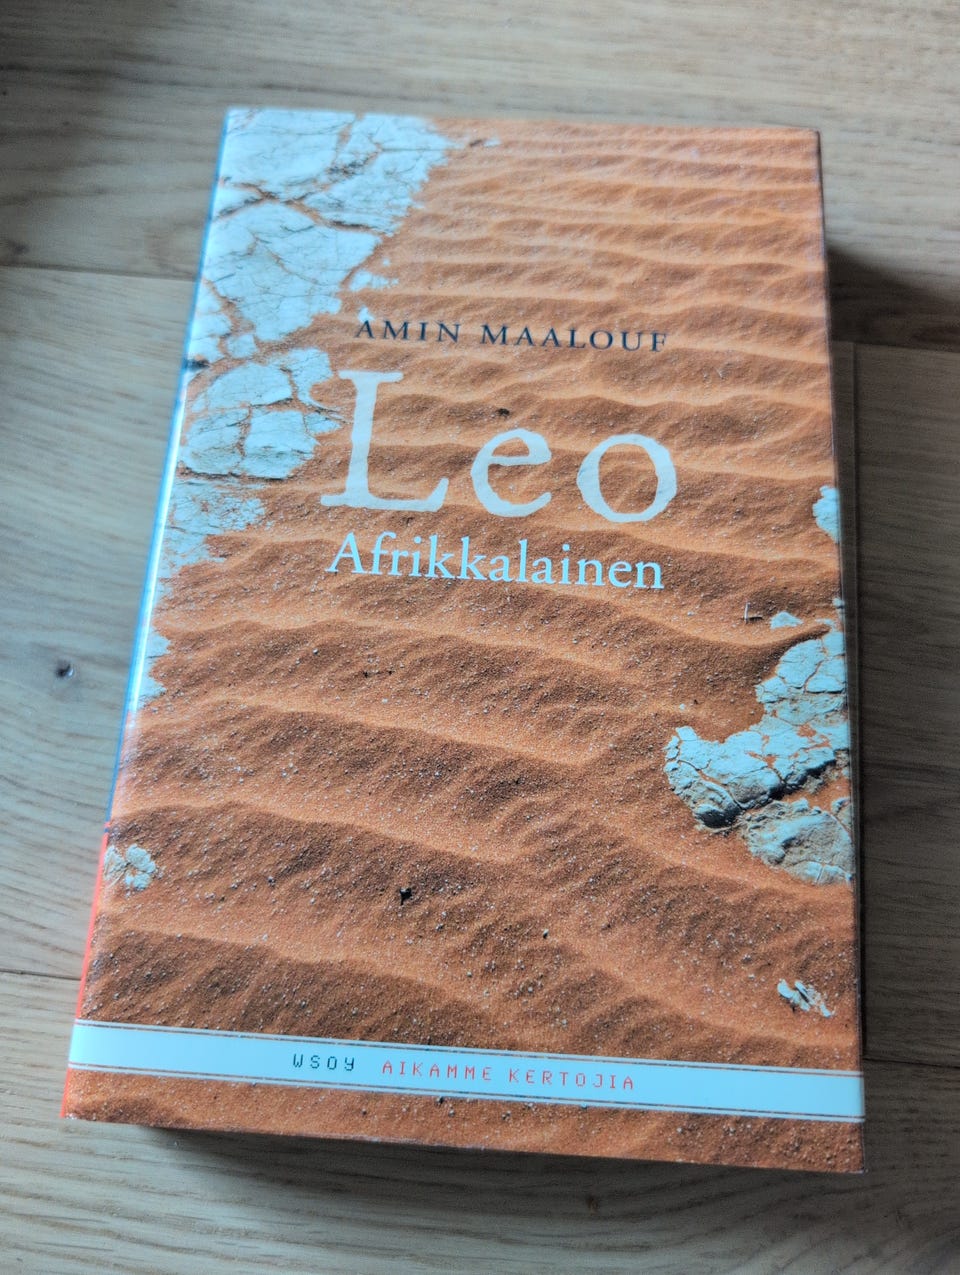 AMIN MAALOUF
Leo
Afrikkalainen
WSOY AIKAMME KERTOJIA